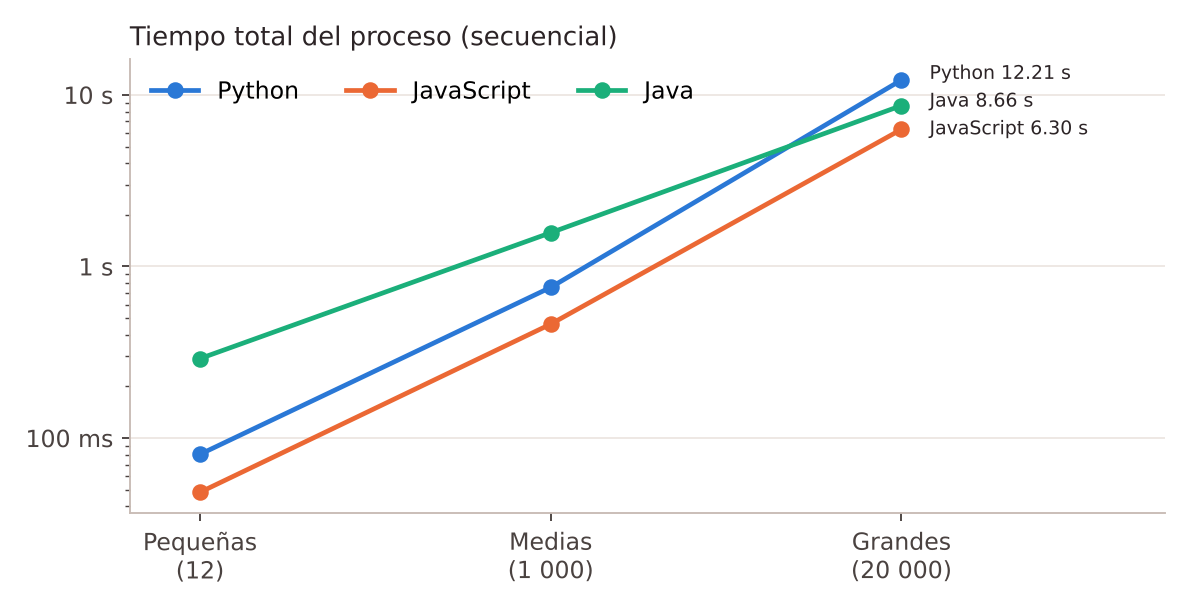 Tiempo total del proceso (secuencial)
Python JavaScript Java
10 s
1 s
100 ms
Python 12.21 s
Java 8.66 s
JavaScript 6.30 s
Pequeñas Medias Grandes
(12) (1 000) (20 000)